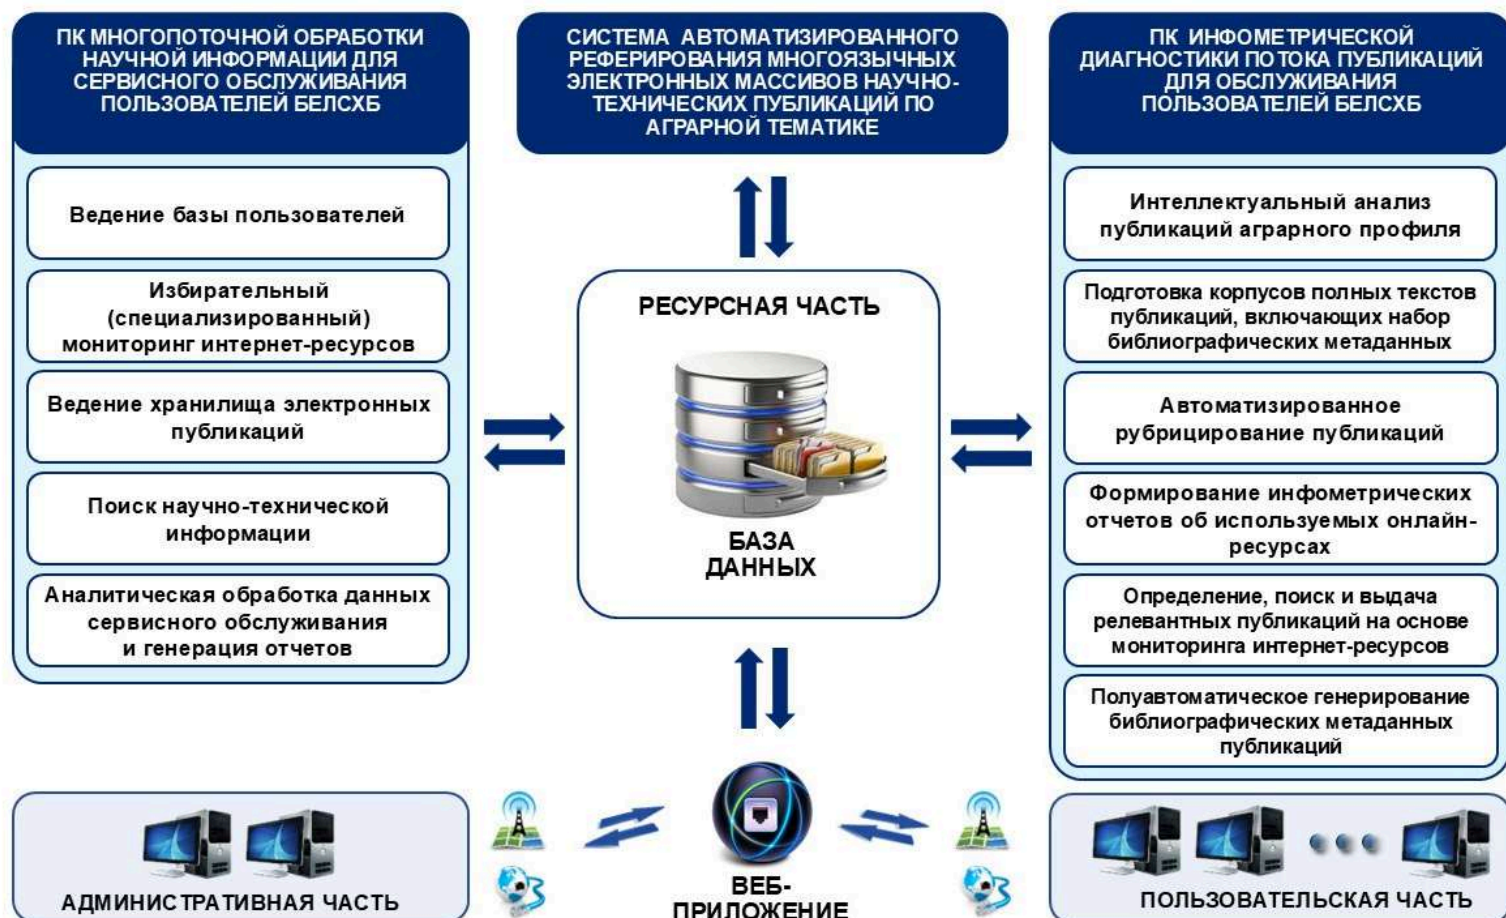 ПК МНОГОПОТОЧНОЙ ОБРАБОТКИ
НАУЧНОЙ ИНФОРМАЦИИ ДЛЯ
СЕРВИСНОГО ОБСЛУЖИВАНИЯ
ПОЛЬЗОВАТЕЛЕЙ БЕЛСХБ
Ведение базы пользователей
Избирательный
(специализированный)
мониторинг интернет-ресурсов
Ведение хранилища электронных
публикаций
Поиск научно-технической
информации
Аналитическая обработка данных
сервисного обслуживания
и генерация отчетов
СИСТЕМА АВТОМАТИЗИРОВАННОГО
РЕФЕРИРОВАНИЯ МНОГОЯЗЫЧНЫХ
ЭЛЕКТРОННЫХ МАССИВОВ НАУЧНО-
ТЕХНИЧЕСКИХ ПУБЛИКАЦИЙ ПО
АГРАРНОЙ ТЕМАТИКЕ
РЕСУРСНАЯ ЧАСТЬ
БАЗА
ДАННЫХ
ПК ИНФОМЕТРИЧЕСКОЙ
ДИАГНОСТИКИ ПОТОКА ПУБЛИКАЦИЙ
ДЛЯ ОБСЛУЖИВАНИЯ
ПОЛЬЗОВАТЕЛЕЙ БЕЛСХБ
Интеллектуальный анализ
публикаций аграрного профиля
Подготовка корпусов полных текстов
публикаций, включающих набор
библиографических метаданных
Автоматизированное
рубрицирование публикаций
Формирование инфометрических
отчетов об используемых онлайн-
ресурсах
Определение, поиск и выдача
релевантных публикаций на основе
мониторинга интернет-ресурсов
Полуавтоматическое генерирование
библиографических метаданных
публикаций
АДМИНИСТРАТИВНАЯ ЧАСТЬ
ВЕБ-
ПРИЛОЖЕНИЕ
ПОЛЬЗОВАТЕЛЬСКАЯ ЧАСТЬ